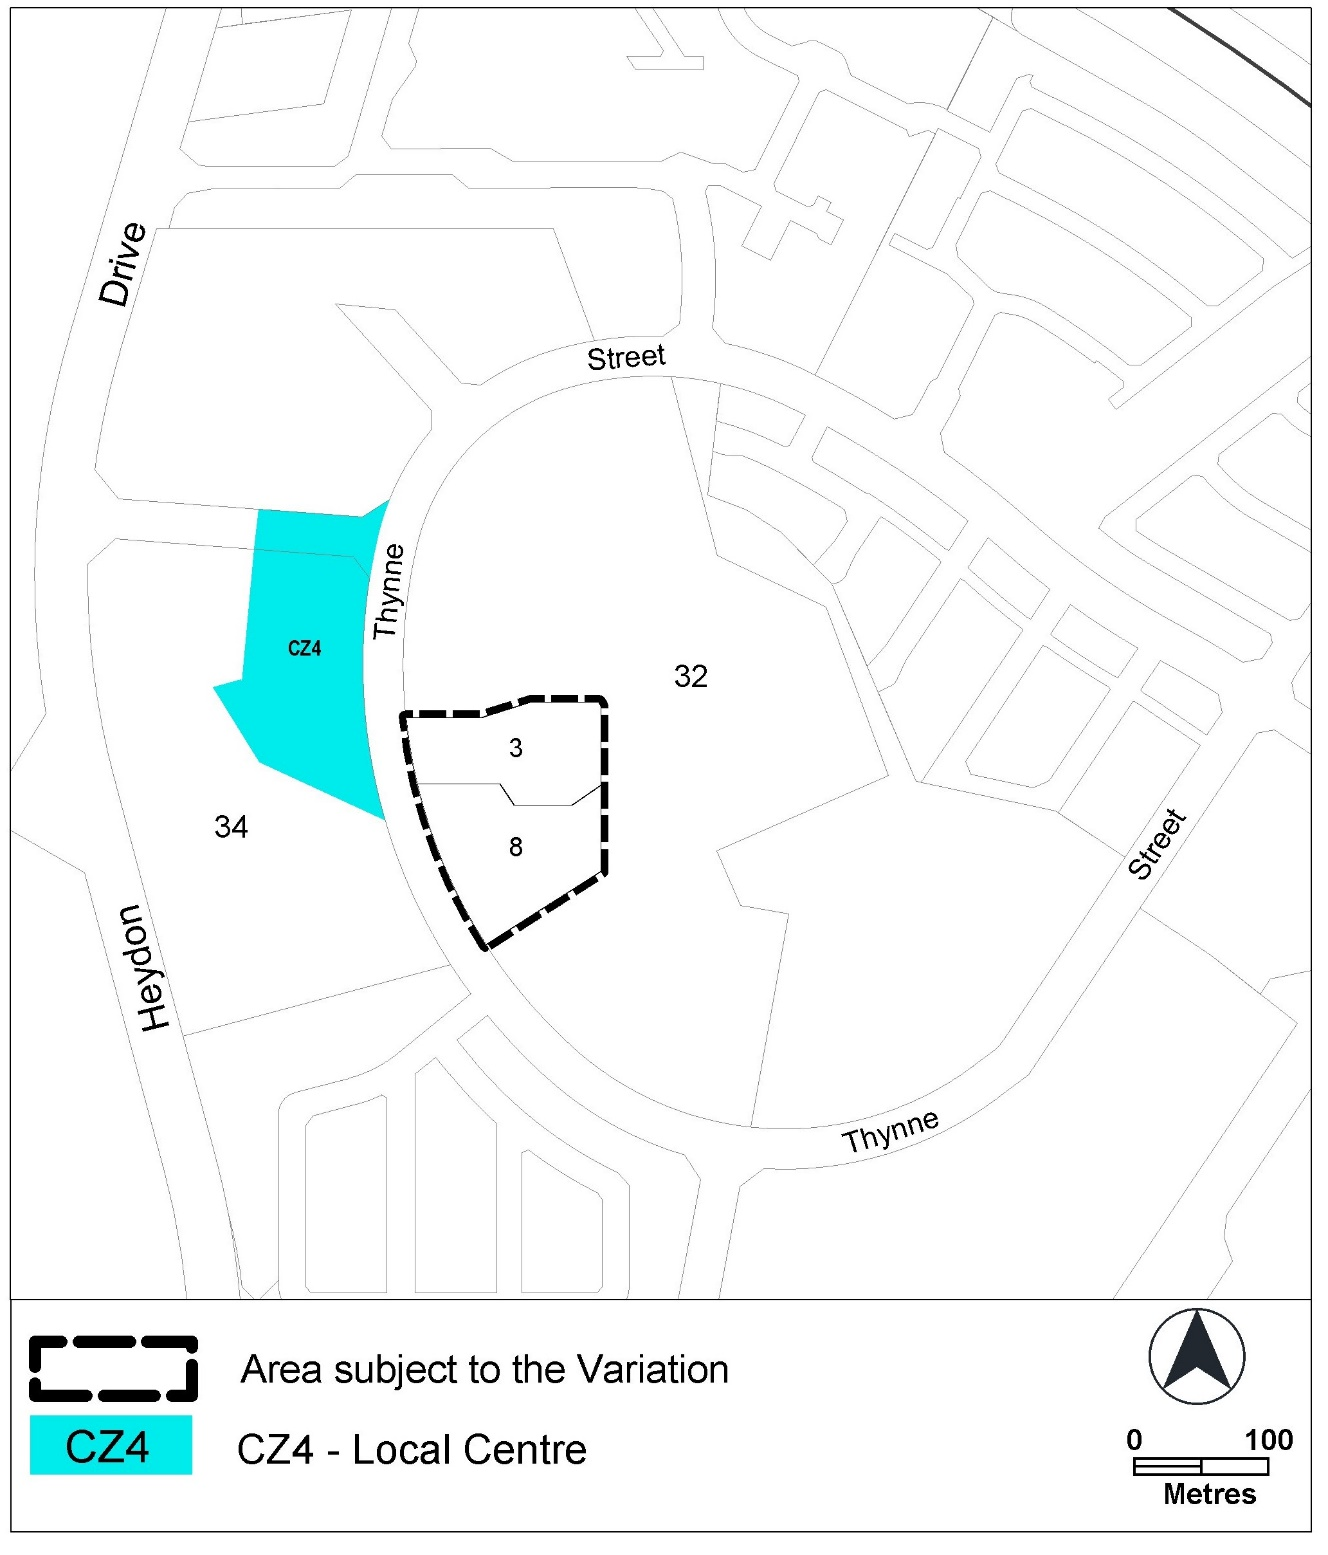 Drive
Street
Thynne
CZ4
32
3
34
8
Street
Heydon
Thynne
Area subject to the Variation
CZ4
CZ4 - Local Centre
0 100
Metres